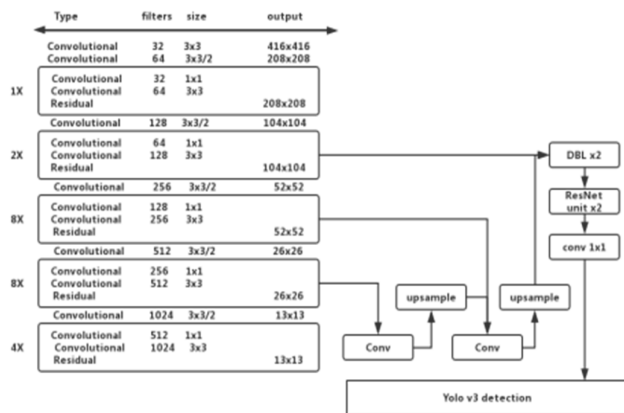 Type filters size output
Convolutional 32 3x3 416x416
Convolutional 64 3x3/2 208x208
1X
Convolutional 32 1x1
Convolutional 64 3x3
Residual 208x208
Convolutional 128 3x3/2 104x104
2X
Convolutional 64 1x1
Convolutional 128 3x3
Residual 104x104
Convolutional 256 3x3/2 52x52
8X
Convolutional 128 1x1
Convolutional 256 3x3
Residual 52x52
Convolutional 512 3x3/2 26x26
8X
Convolutional 256 1x1
Convolutional 512 3x3
Residual 26x26
Convolutional 1024 3x3/2 13x13
4X
Convolutional 512 1x1
Convolutional 1024 3x3
Residual 13x13
Conv
upsample
Conv
upsample
DBL x2
ResNet
unit x2
conv 1x1
Yolo v3 detection